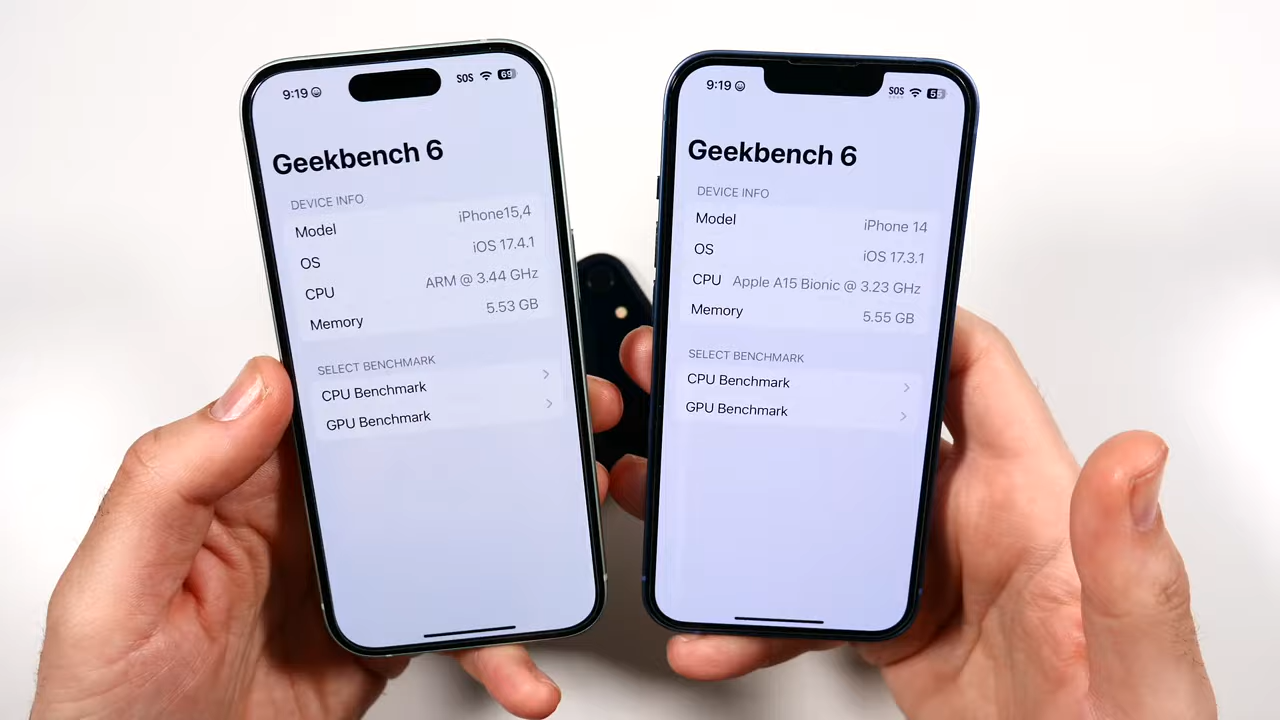 9:19 SOS 69
Geekbench 6
DEVICE INFO
Model iPhone15,4
OS iOS 17.4.1
CPU ARM @ 3.44 GHz
Memory 5.53 GB
SELECT BENCHMARK
CPU Benchmark
GPU Benchmark
9:19 SOS 55
Geekbench 6
DEVICE INFO
Model iPhone 14
OS iOS 17.3.1
CPU Apple A15 Bionic @ 3.23 GHz
Memory 5.55 GB
SELECT BENCHMARK
CPU Benchmark
GPU Benchmark